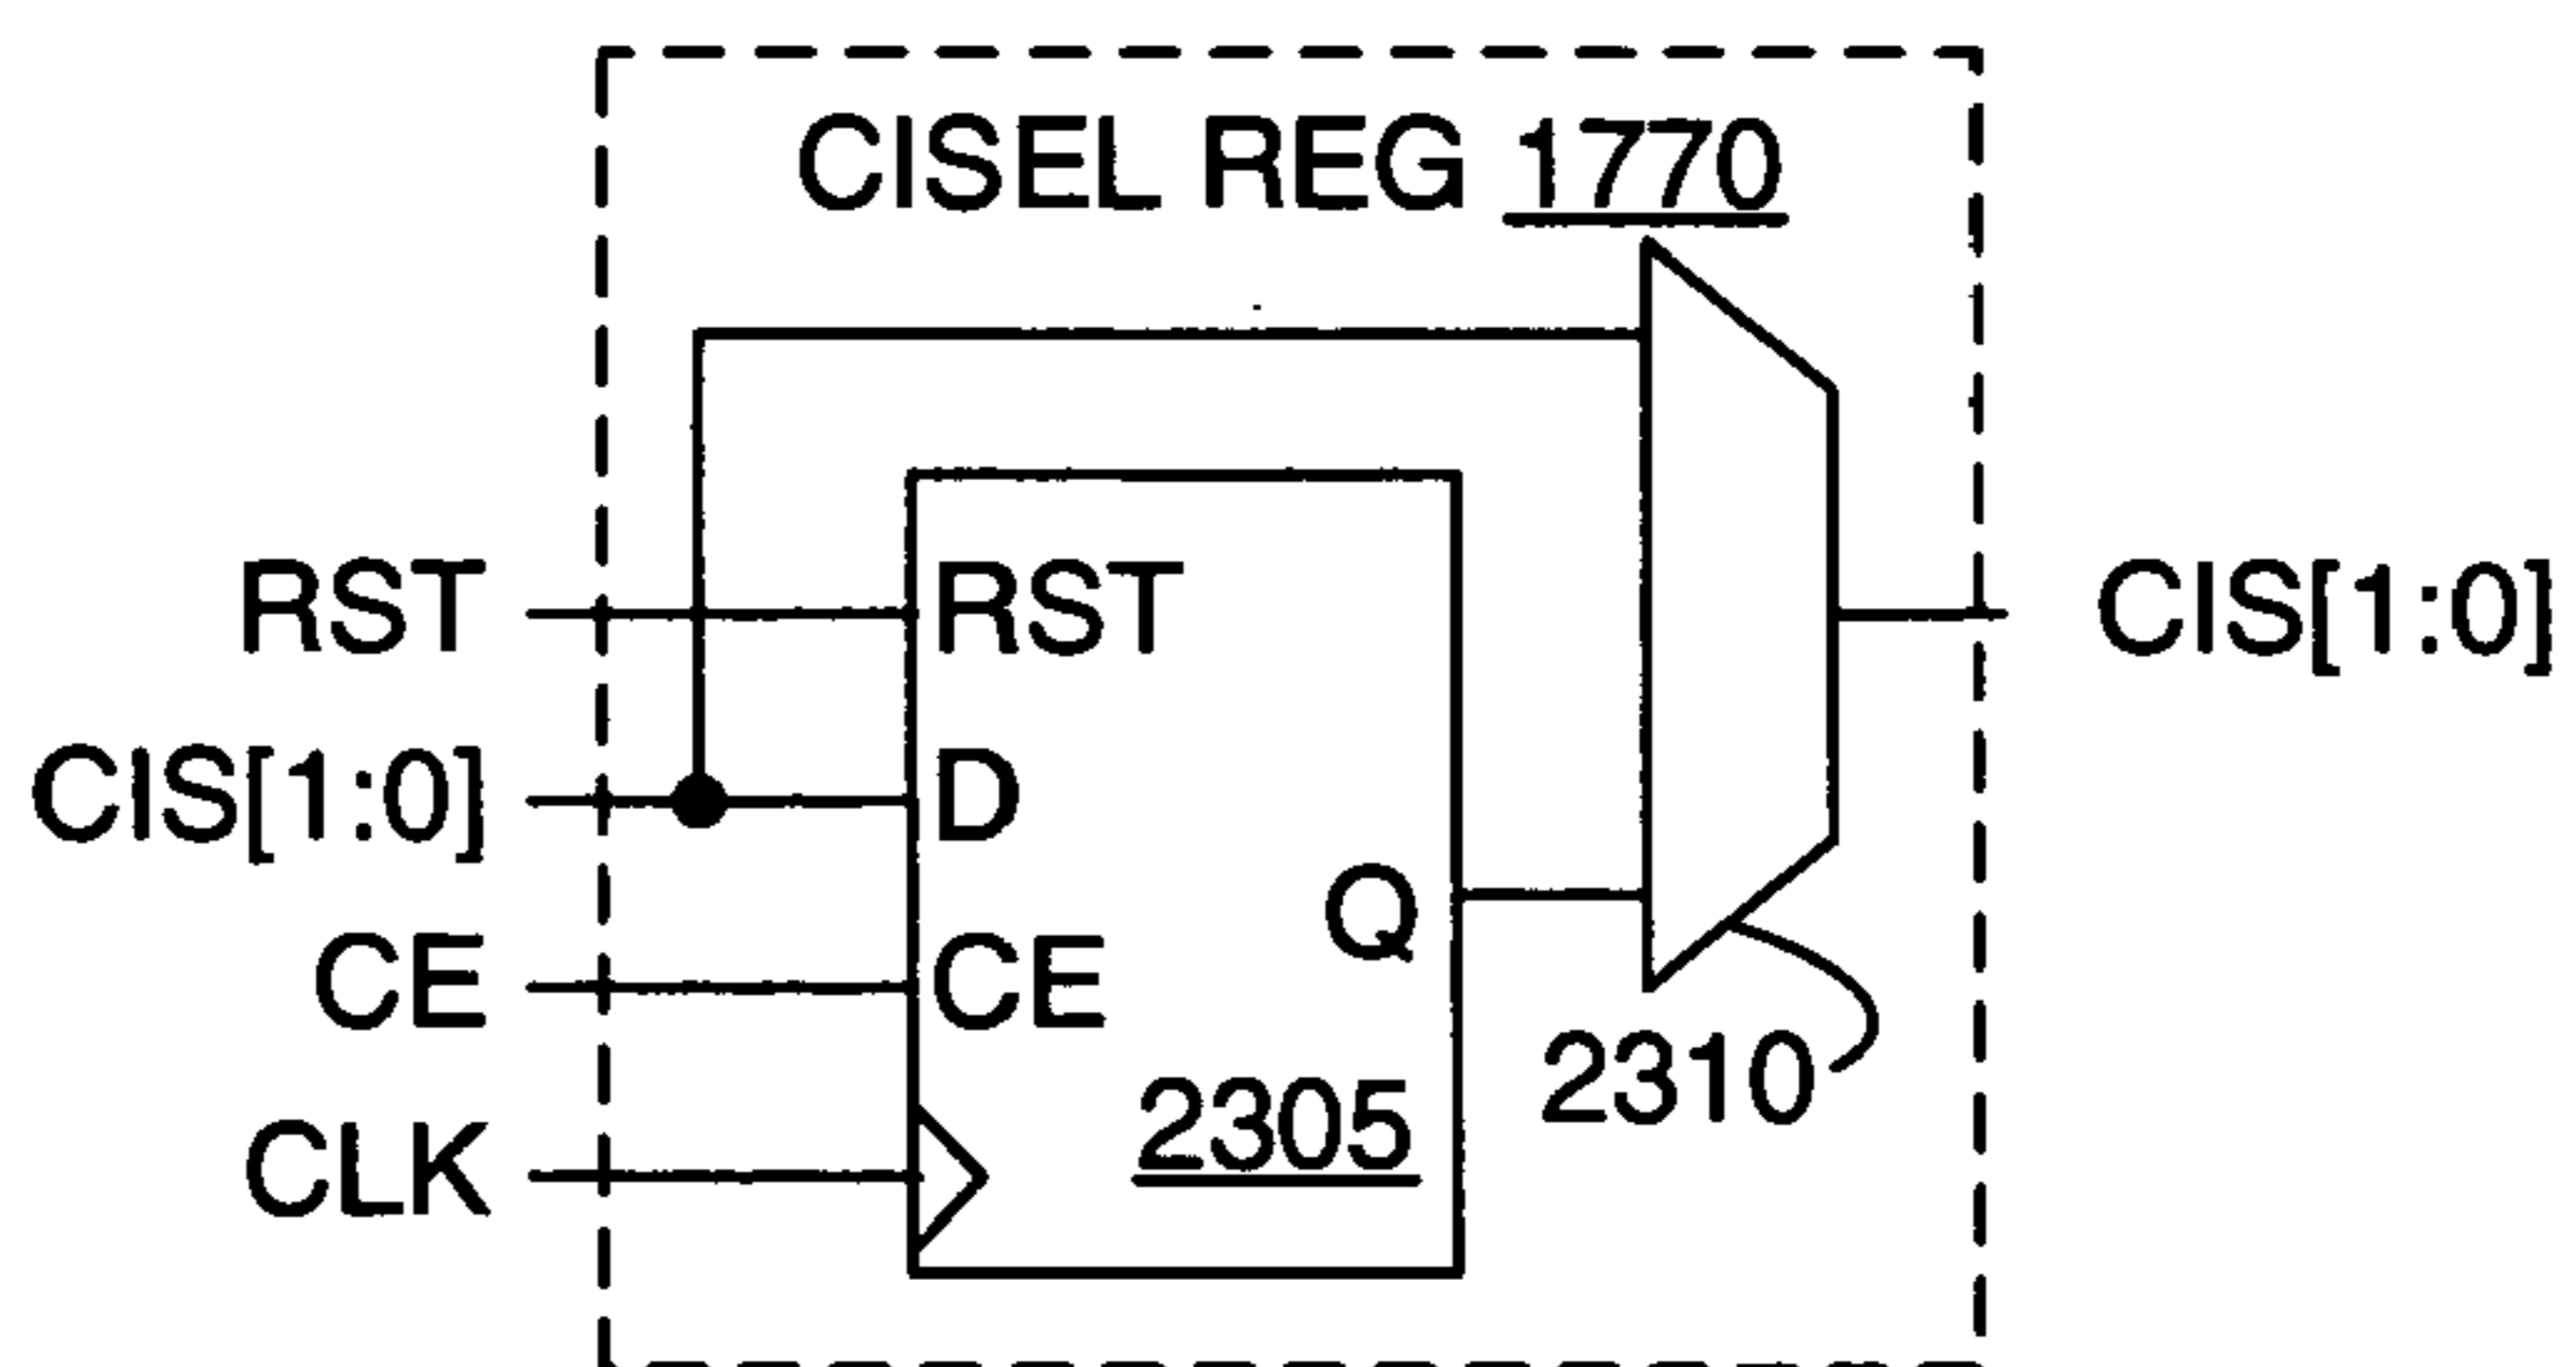 CISEL REG 1770
RST
RST
CIS[1:0]
CIS[1:0]
D
Q
CE
CE
2310
2305
CLK